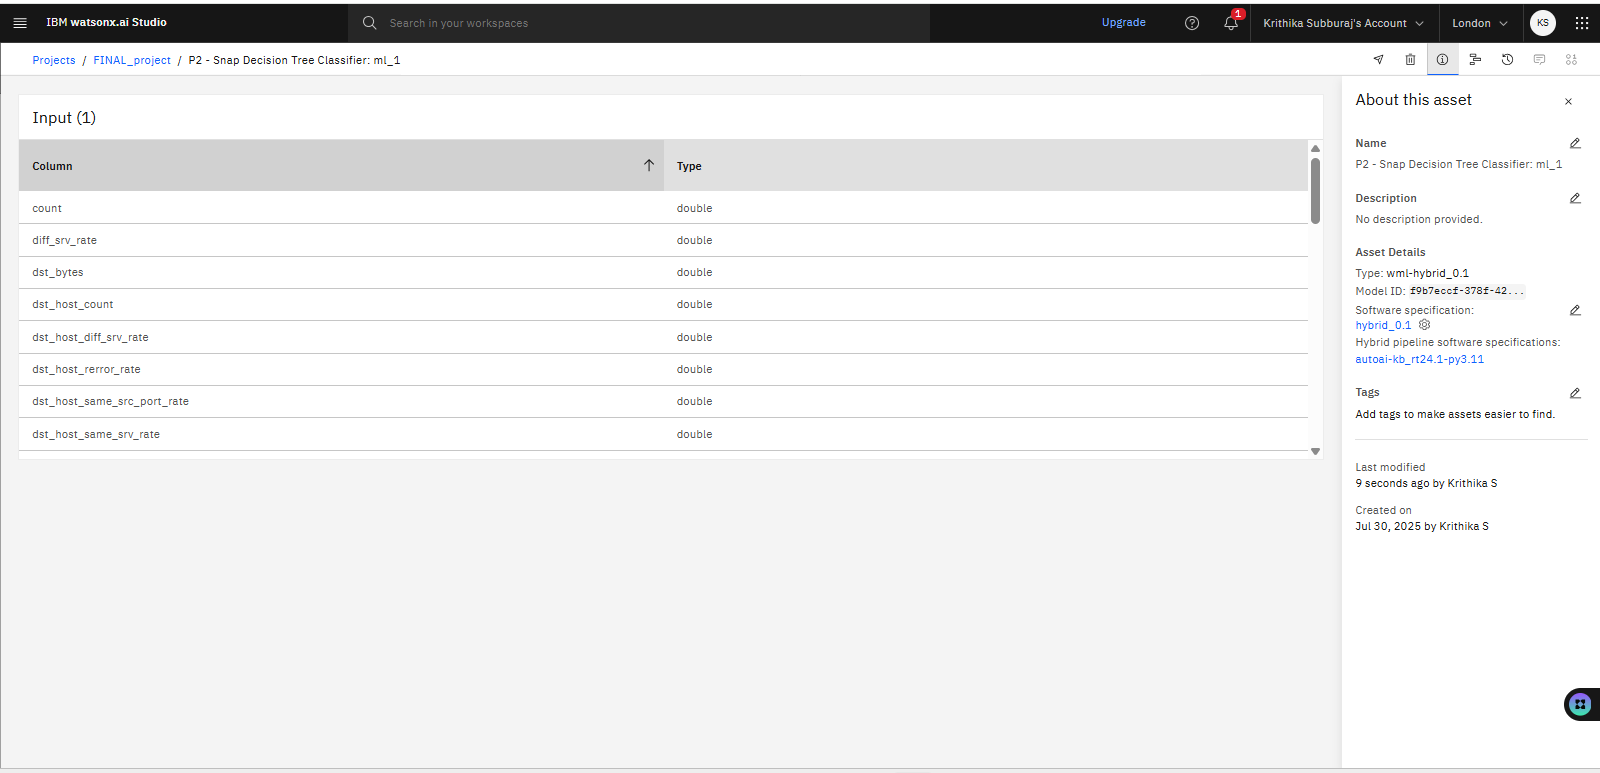 IBM watsonx.ai Studio
Search in your workspaces
Upgrade
1
Krithika Subburaj's Account
London
KS
Projects / FINAL_project / P2 - Snap Decision Tree Classifier: ml_1
Input (1)
Column Type
count double
diff_srv_rate double
dst_bytes double
dst_host_count double
dst_host_diff_srv_rate double
dst_host_rerror_rate double
dst_host_same_src_port_rate double
dst_host_same_srv_rate double
About this asset
Name
P2 - Snap Decision Tree Classifier: ml_1
Description
No description provided.
Asset Details
Type: wml-hybrid_0.1
Model ID: f9b7eccf-378f-42...
Software specification:
hybrid_0.1
Hybrid pipeline software specifications:
autoai-kb_rt24.1-py3.11
Tags
Add tags to make assets easier to find.
Last modified
9 seconds ago by Krithika S
Created on
Jul 30, 2025 by Krithika S